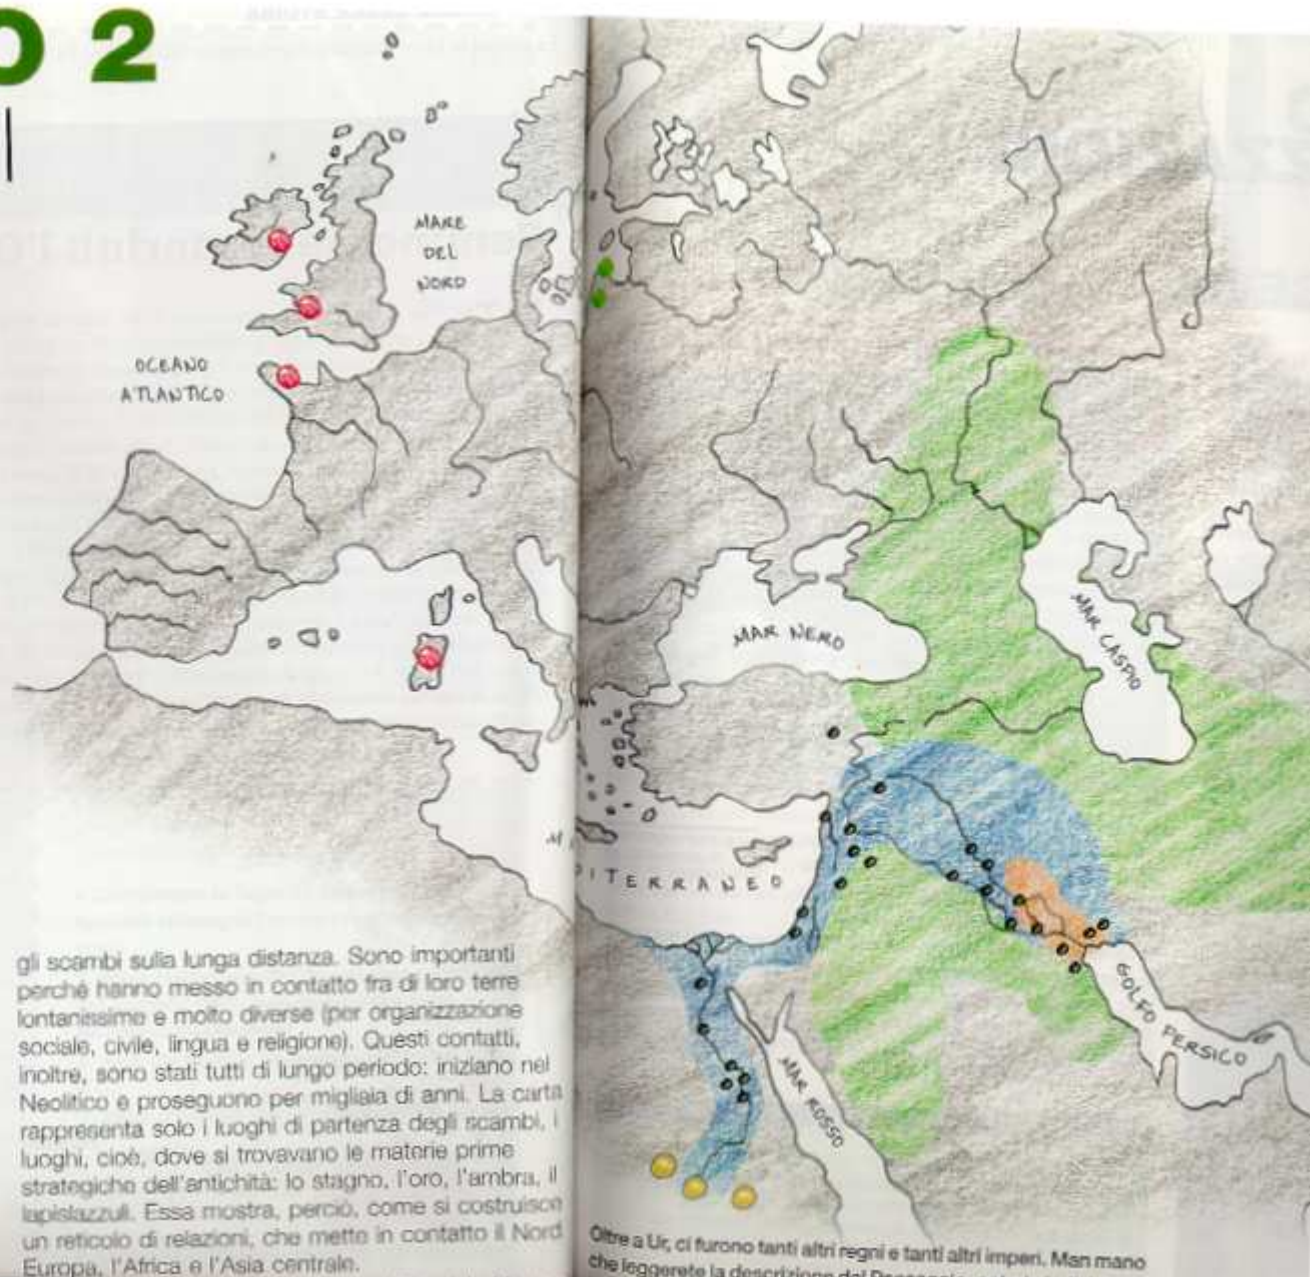 O 2
MARE
DEL
NORD
OCEANO
ATLANTICO
MAR NERO
MAR CASPIO
M
DITERRANEO
GOLFO PERSICO
MAR ROSSO
gli scambi sulla lunga distanza. Sono importanti
perché hanno messo in contatto fra di loro terre
lontanissime e molto diverse (per organizzazione
sociale, civile, lingua e religione). Questi contatti,
inoltre, sono stati tutti di lungo periodo: iniziano nel
Neolitico e proseguono per migliaia di anni. La carta
rappresenta solo i luoghi di partenza degli scambi, i
luoghi, cioè, dove si trovavano le materie prime
strategiche dell'antichità: lo stagno, l'oro, l'ambra, il
lapislazzuli. Essa mostra, perciò, come si costruisce
un reticolo di relazioni, che mette in contatto il Nord
Europa, l'Africa e l'Asia centrale.
Oltre a Ur, ci furono tanti altri regni e tanti altri imperi. Man mano
che leggerete la descrizione del